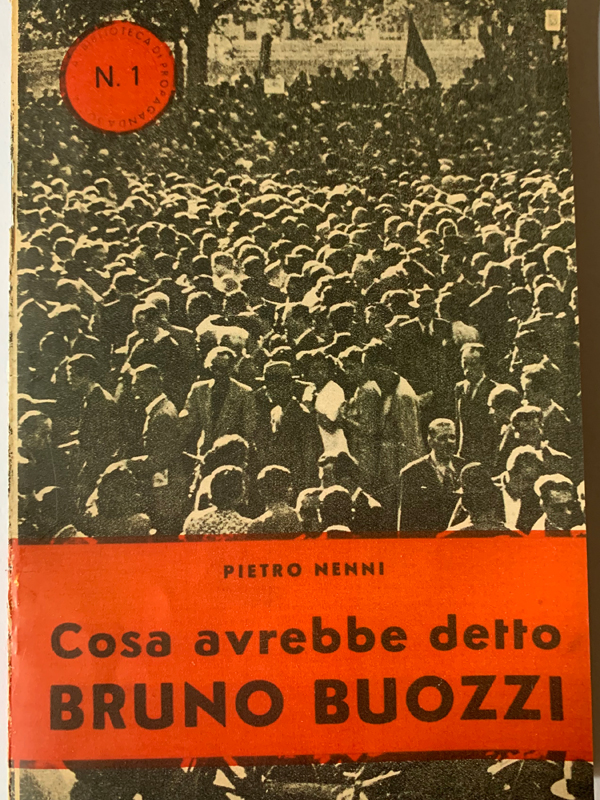 BIBLIOTECA DI PROPAGANDA
N. 1
PIETRO NENNI
Cosa avrebbe detto
BRUNO BUOZZI